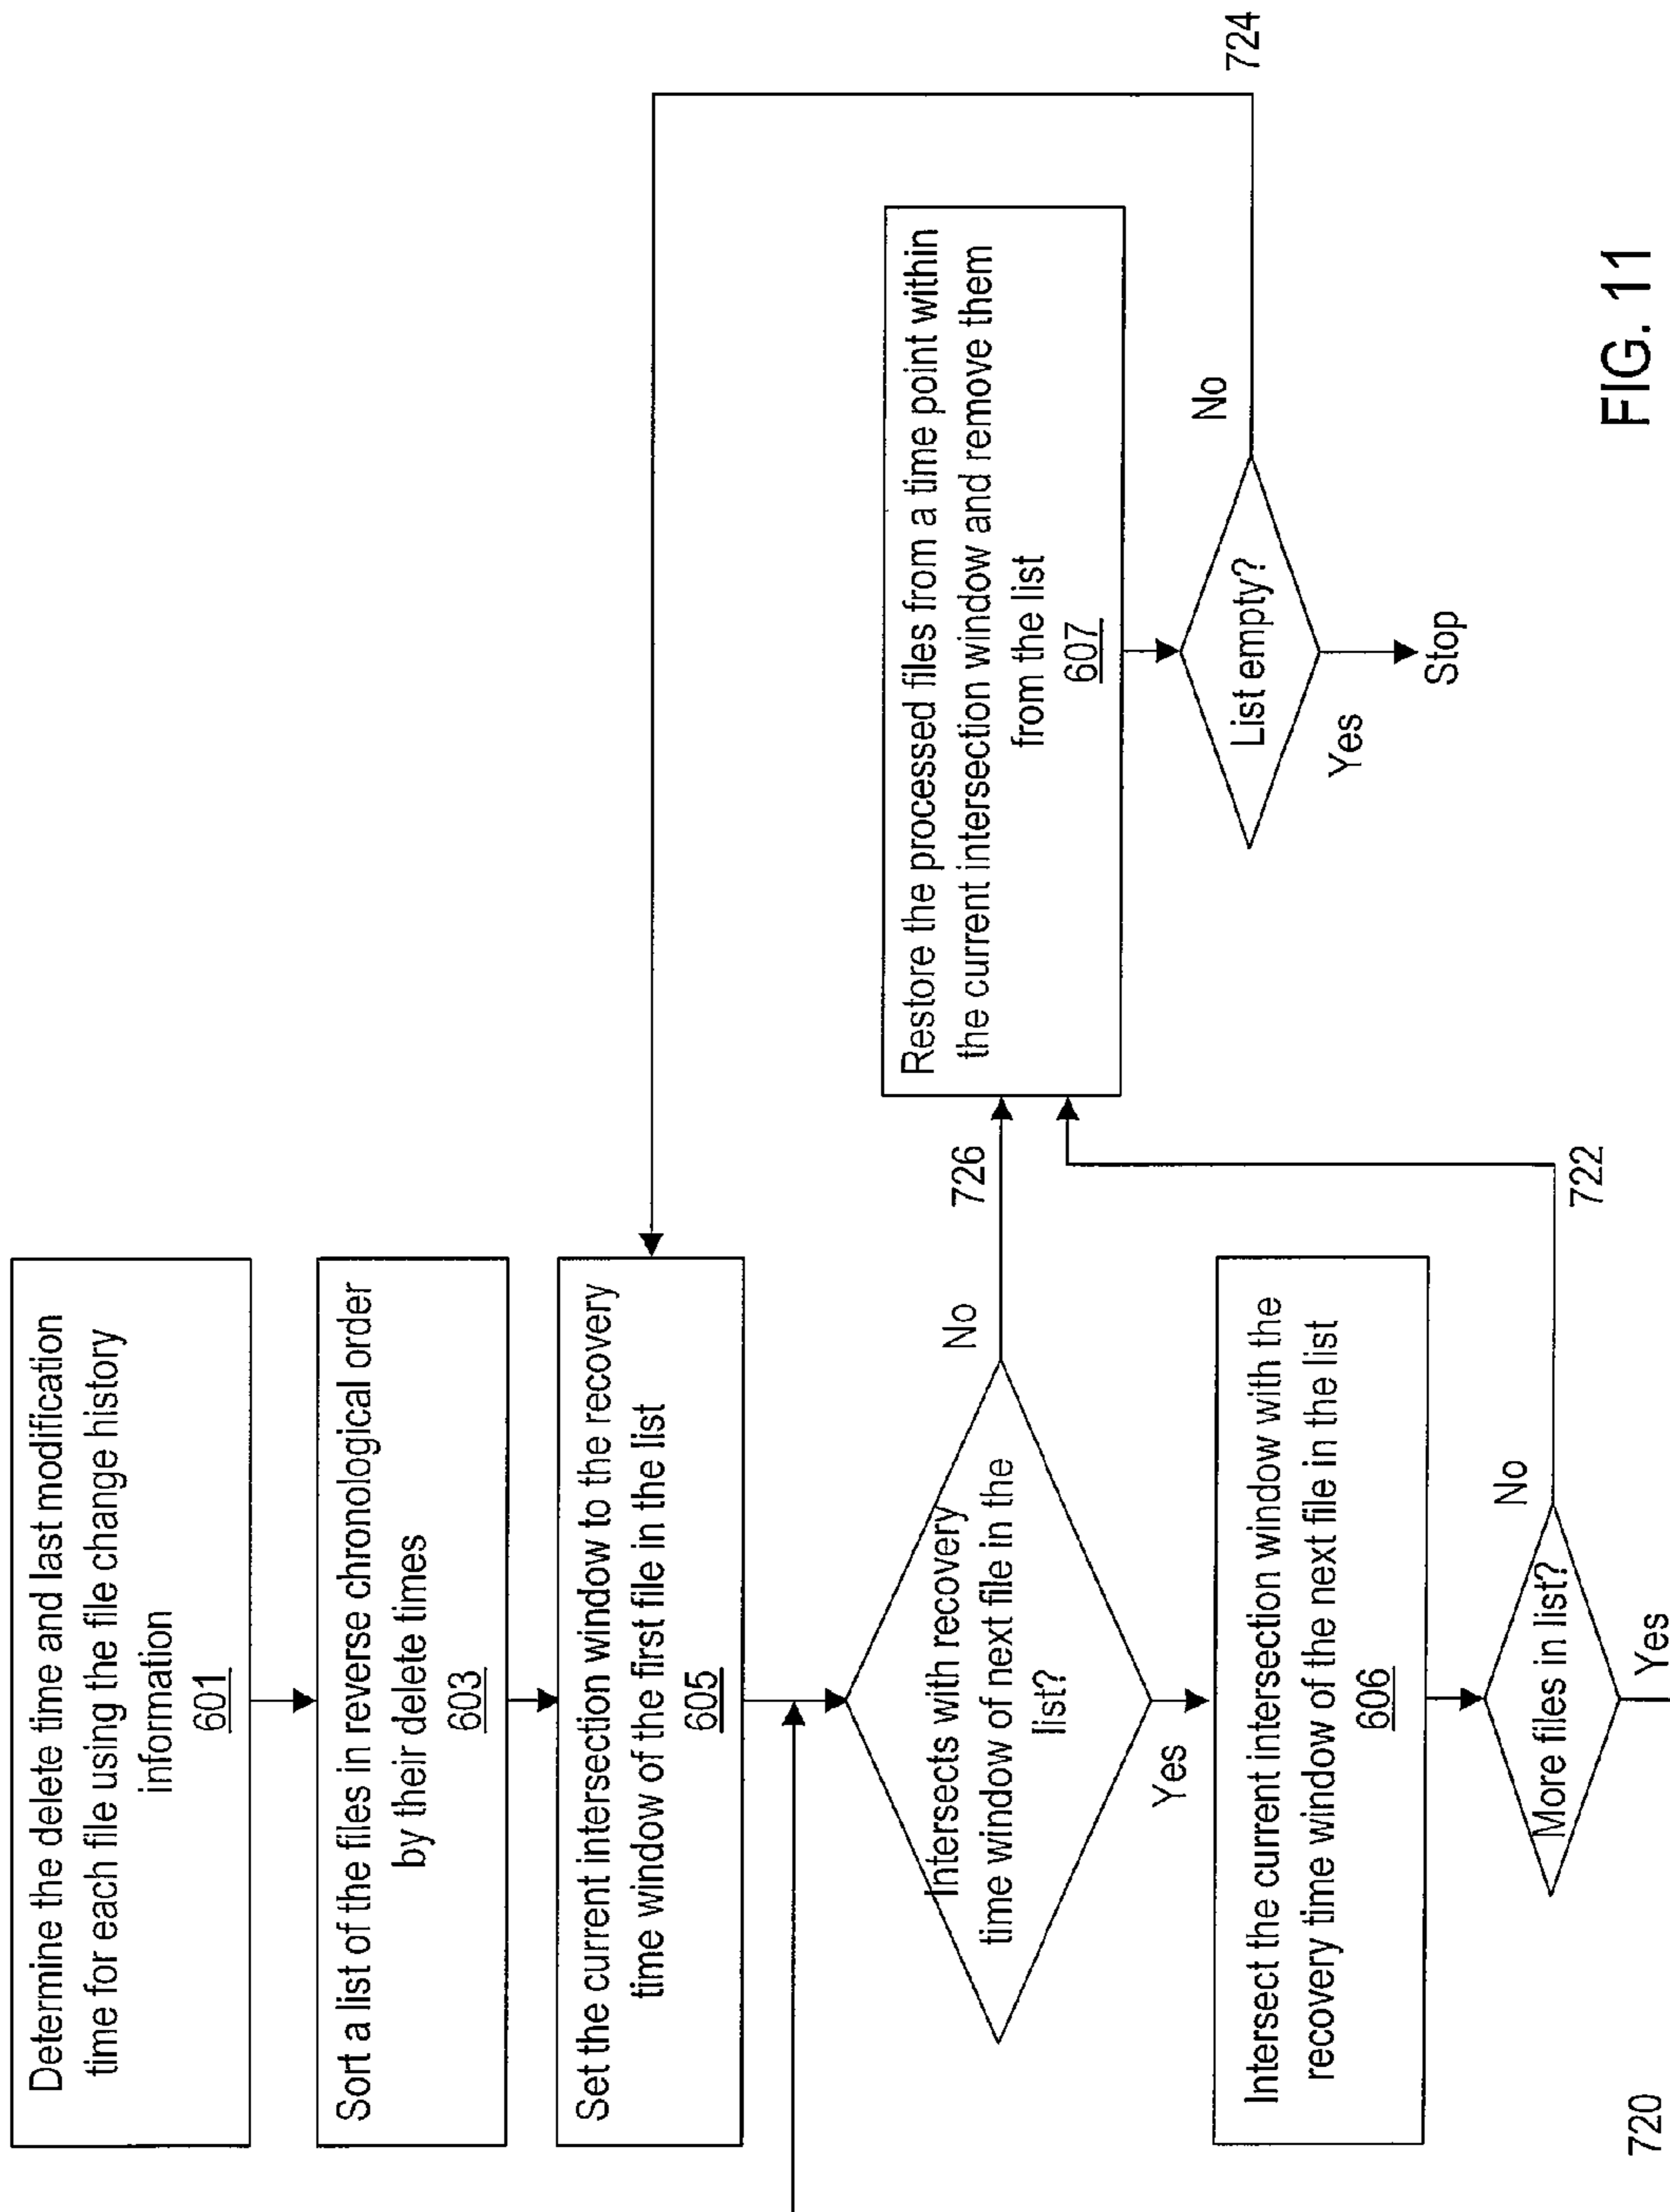 Determine the delete time and last modification
time for each file using the file change history
information
601
Sort a list of the files in reverse chronological order
by their delete times
603
Set the current intersection window to the recovery
time window of the first file in the list
605
Intersects with recovery
time window of next file in the
list?
No
726
Yes
Intersect the current intersection window with the
recovery time window of the next file in the list
606
More files in list?
No
722
Yes
720
Restore the processed files from a time point within
the current intersection window and remove them
from the list
607
List empty?
No
724
Yes
Stop
FIG. 11